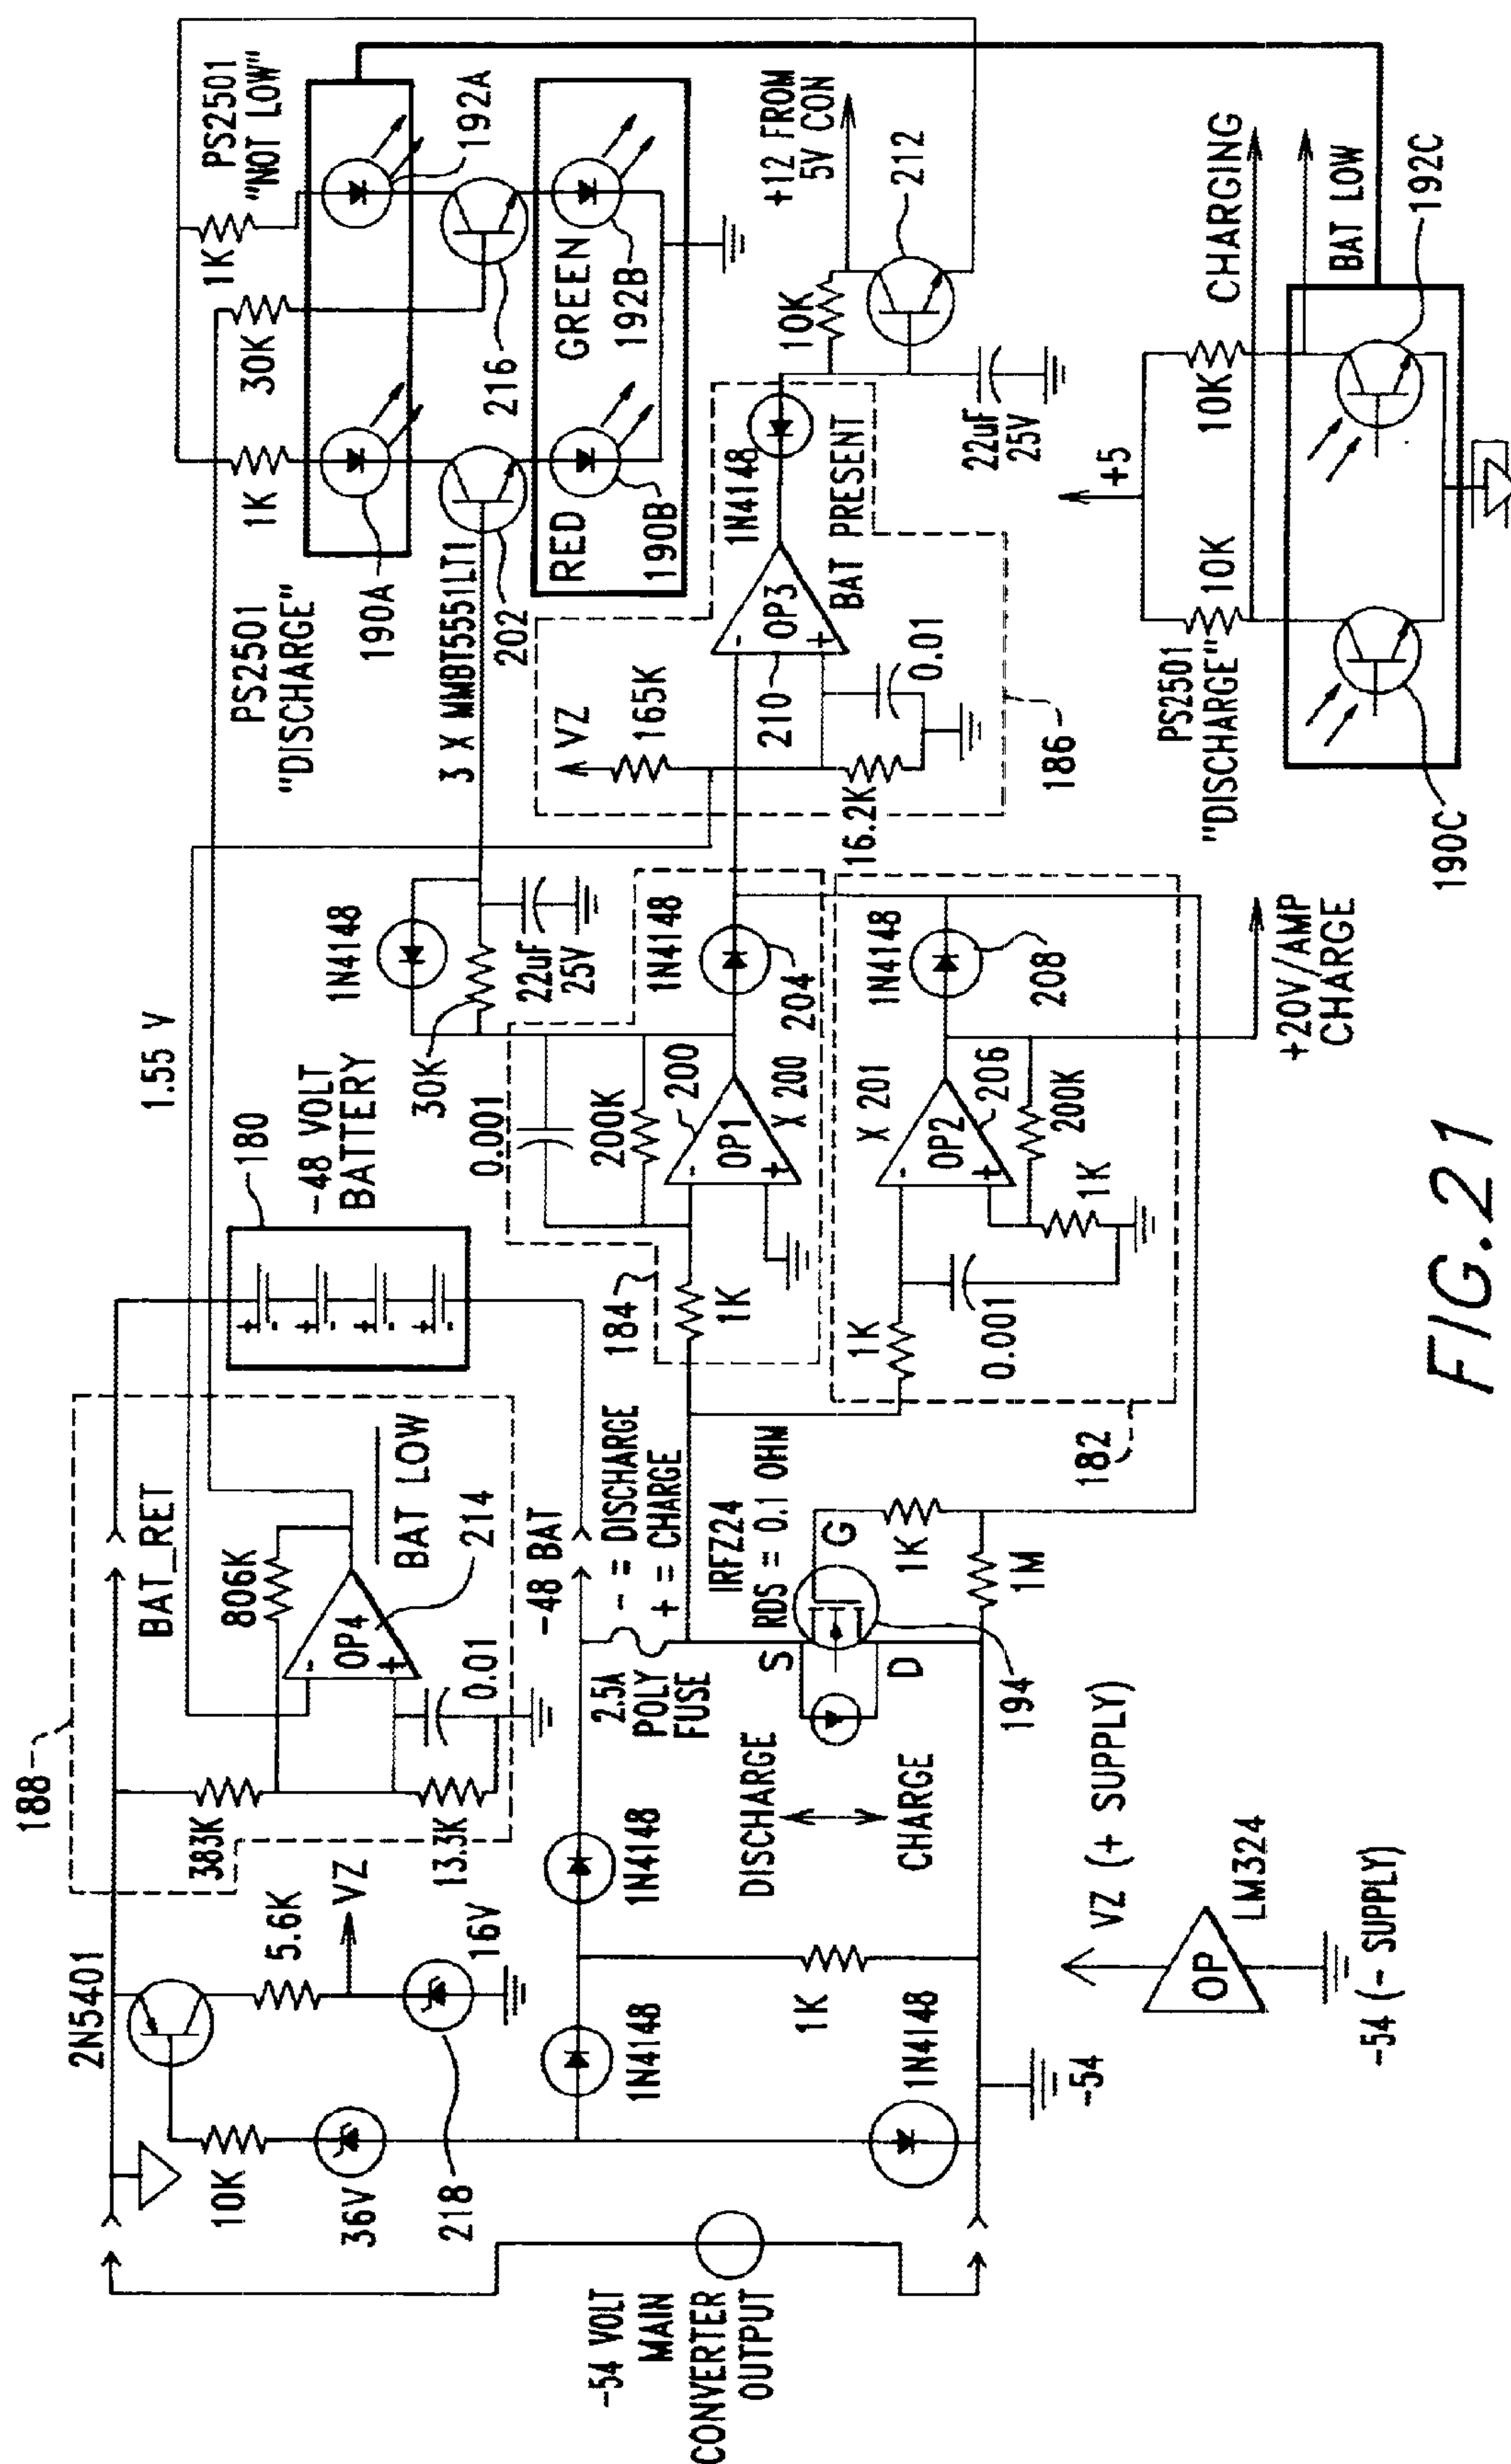 188
BAT_RET
180
-48 VOLT
BATTERY
1.55 V
2N5401
5.6K
VZ
16V
218
10K
36V
383K
13.3K
806K
OP4
-
+
0.01
BAT LOW
214
-48 BAT
1N4148
1N4148
1N4148
1K
-54
-54 VOLT
MAIN
CONVERTER
OUTPUT
2.5A
POLY
FUSE
- = DISCHARGE
+ = CHARGE
IRFZ24
RDS = 0.1 OHM
S
D
G
194
DISCHARGE
CHARGE
1K
1M
VZ (+ SUPPLY)
OP
LM324
-54 (- SUPPLY)
184
1K
0.001
200K
200
OP1
-
+
X 200
1N4148
30K
22uF
25V
1N4148
204
182
1K
0.001
X 201
OP2
-
+
206
200K
1K
1N4148
208
+20V/AMP
CHARGE
PS2501
"DISCHARGE"
1K
30K
1K
PS2501
"NOT LOW"
190A
192A
3 X MMBT5551LT1
202
216
RED
GREEN
190B
192B
VZ
165K
16.2K
0.01
210
OP3
-
+
1N4148
BAT PRESENT
186
10K
22uF
25V
+12 FROM
5V CON
212
+5
PS2501
"DISCHARGE"
10K
10K
CHARGING
BAT LOW
190C
192C
FIG.21